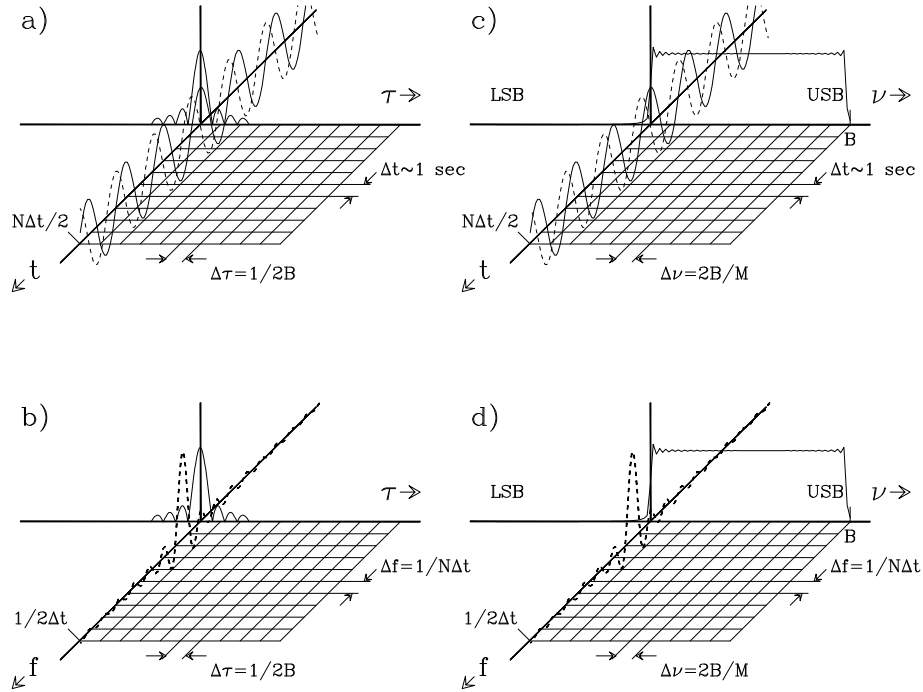 a)
τ
Δt~1 sec
NΔt/2
t
Δτ=1/2B
c)
LSB
USB
ν
B
Δt~1 sec
NΔt/2
t
Δν=2B/M
b)
τ
Δf=1/NΔt
1/2Δt
f
Δτ=1/2B
d)
LSB
USB
ν
B
Δf=1/NΔt
1/2Δt
f
Δν=2B/M